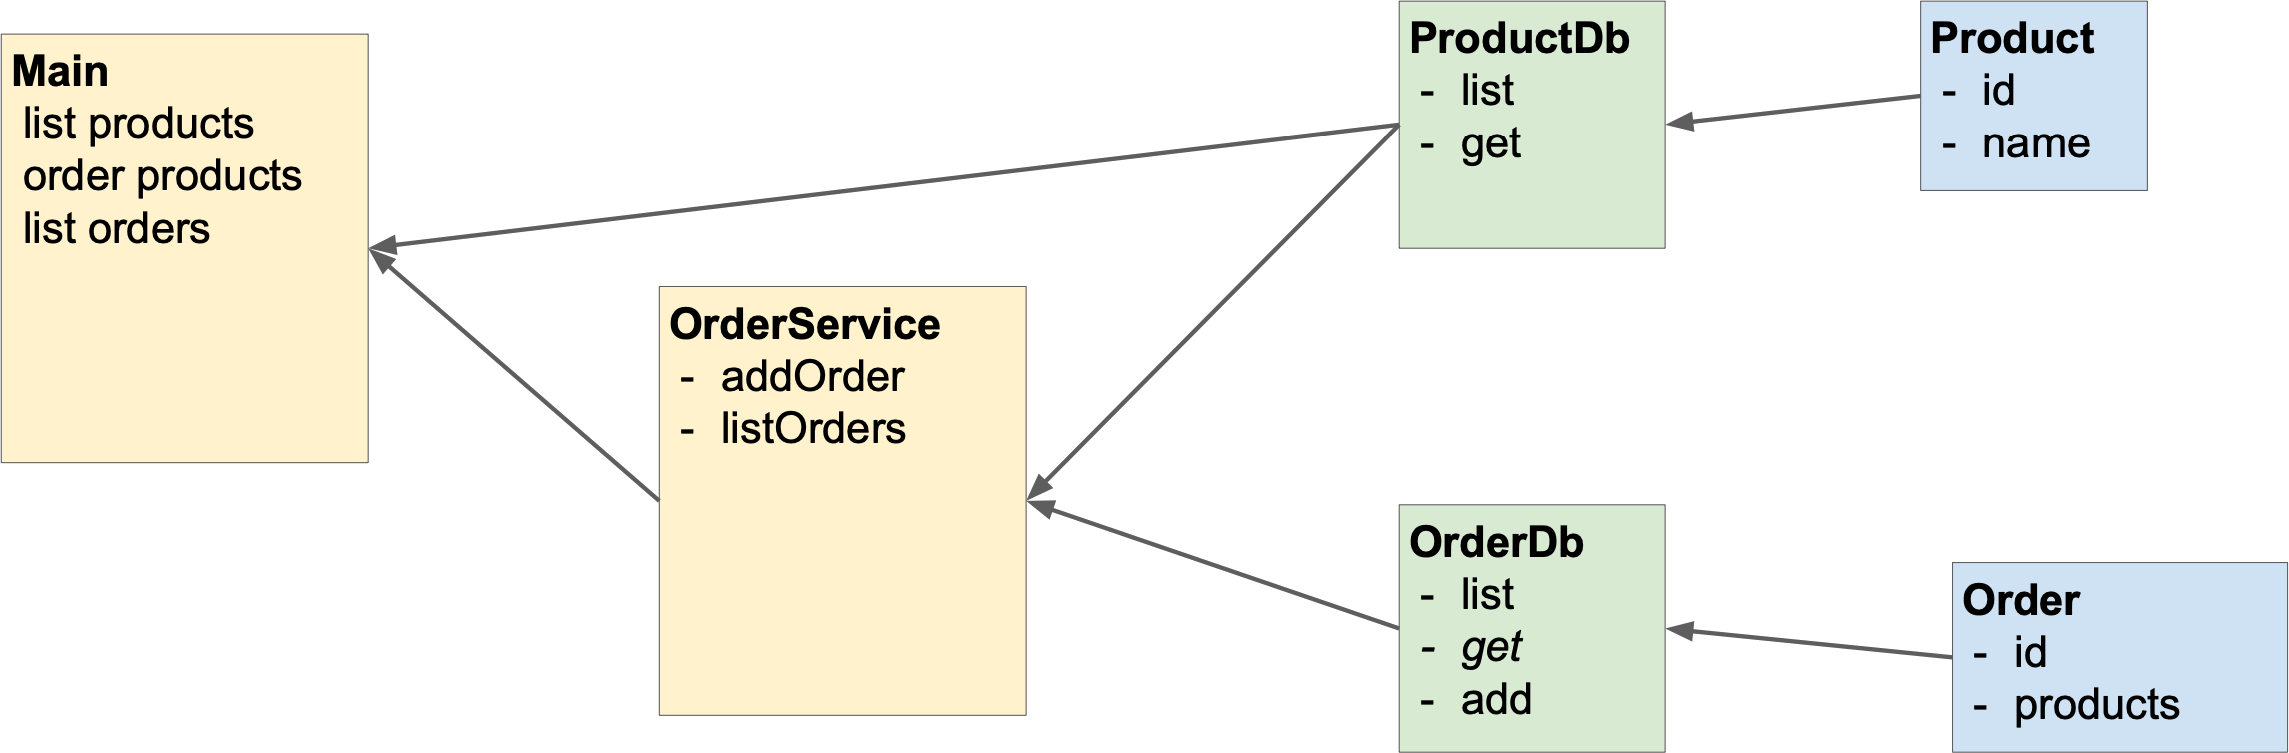 Main
list products
order products
list orders
OrderService
- addOrder
- listOrders
ProductDb
- list
- get
Product
- id
- name
OrderDb
- list
- get
- add
Order
- id
- products